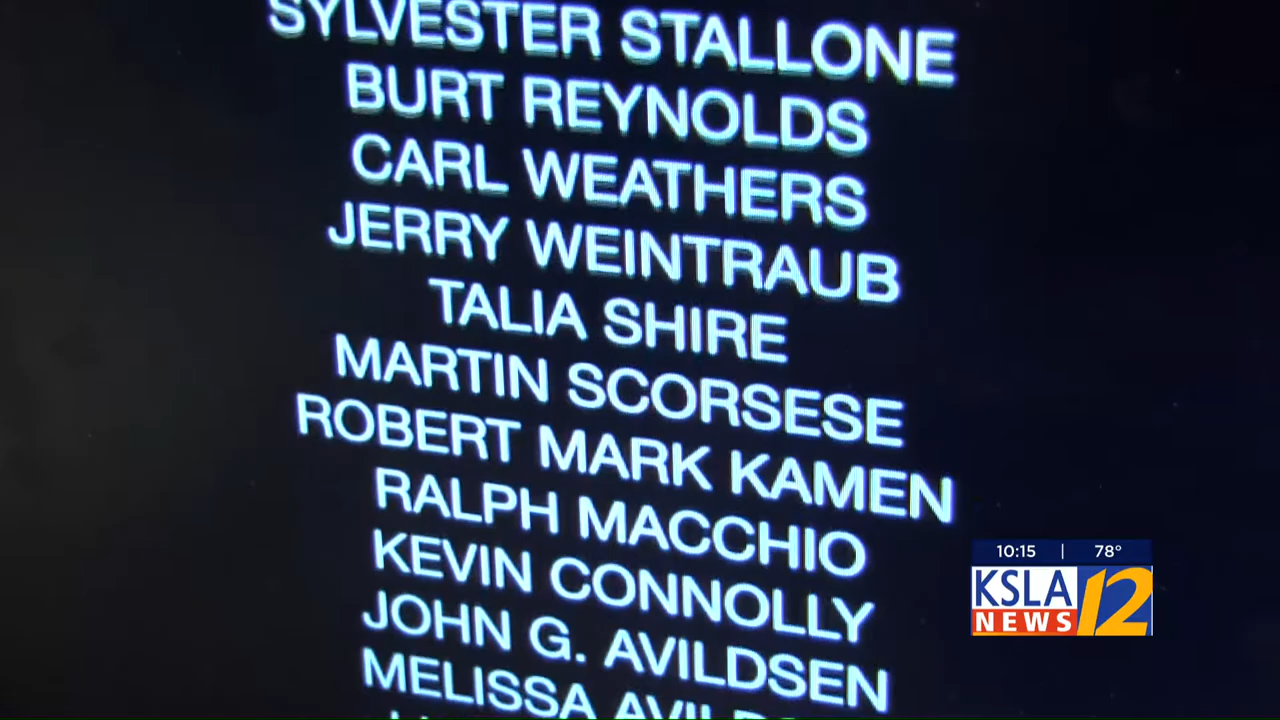 SYLVESTER STALLONE
BURT REYNOLDS
CARL WEATHERS
JERRY WEINTRAUB
TALIA SHIRE
MARTIN SCORSESE
ROBERT MARK KAMEN
RALPH MACCHIO
KEVIN CONNOLLY
JOHN G. AVILDSEN
MELISSA
10:15 | 78°
KSLA 12
NEWS